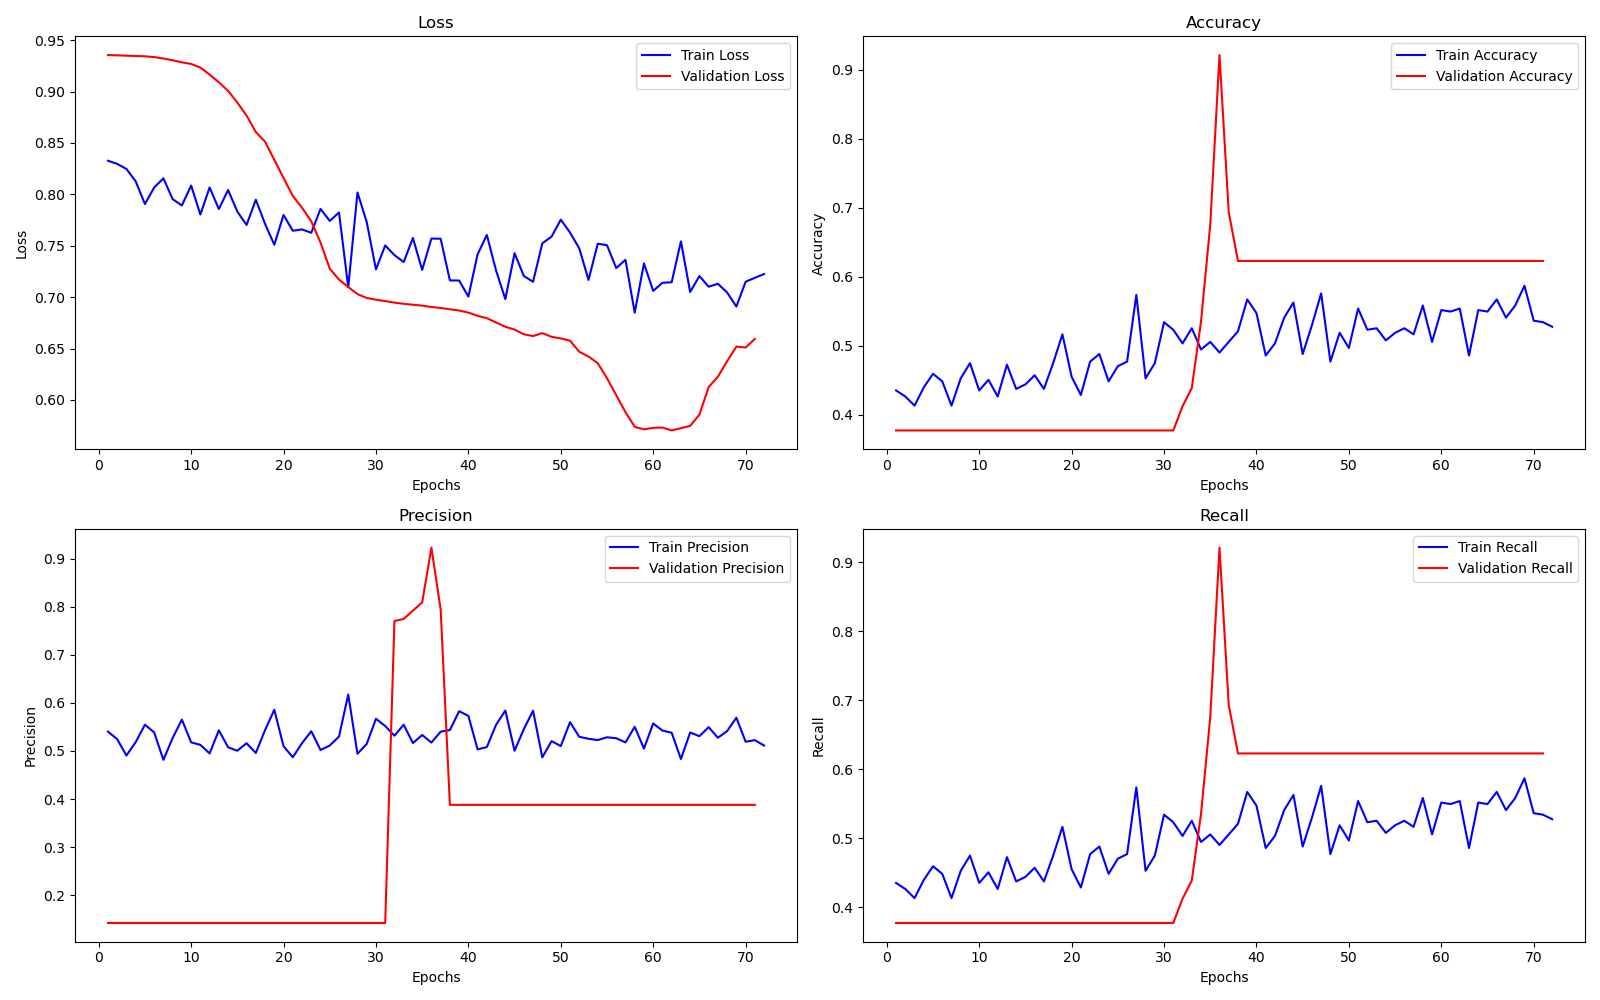 Loss
0.95
0.90
0.85
0.80
0.75
0.70
0.65
0.60
Loss
Train Loss
Validation Loss
0 10 20 30 40 50 60 70
Epochs
Accuracy
0.9
0.8
0.7
0.6
0.5
0.4
Accuracy
Train Accuracy
Validation Accuracy
0 10 20 30 40 50 60 70
Epochs
Precision
0.9
0.8
0.7
0.6
0.5
0.4
0.3
0.2
Precision
Train Precision
Validation Precision
0 10 20 30 40 50 60 70
Epochs
Recall
0.9
0.8
0.7
0.6
0.5
0.4
Recall
Train Recall
Validation Recall
0 10 20 30 40 50 60 70
Epochs